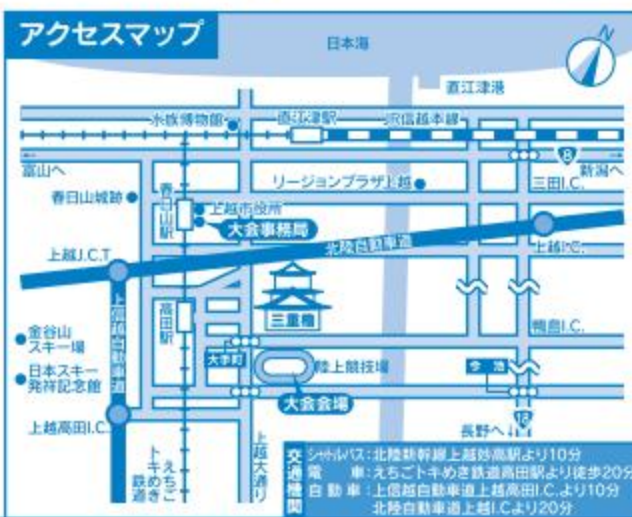 アクセスマップ
日本海
N
直江津港
水族博物館
直江津駅
JR信越本線
8
富山へ
新潟へ
春日山城跡
春日山駅
リージョンプラザ上越
三田I.C.
上越市役所
大会事務局
北陸自動車道
上越J.C.T
上越I.C.
上信越自動車道
高田駅
三重櫓
鴨島I.C.
金谷山
スキー場
大手町
陸上競技場
今池
日本スキー
発祥記念館
大会会場
上越高田I.C.
長野へ
18
えちご
トキめき
鉄道
上越大通り
交通機関
シャトルバス:北陸新幹線上越妙高駅より10分
電車:えちごトキめき鉄道高田駅より徒歩20分
自動車:上信越自動車道上越高田I.C.より10分
北陸自動車道上越I.Cより20分